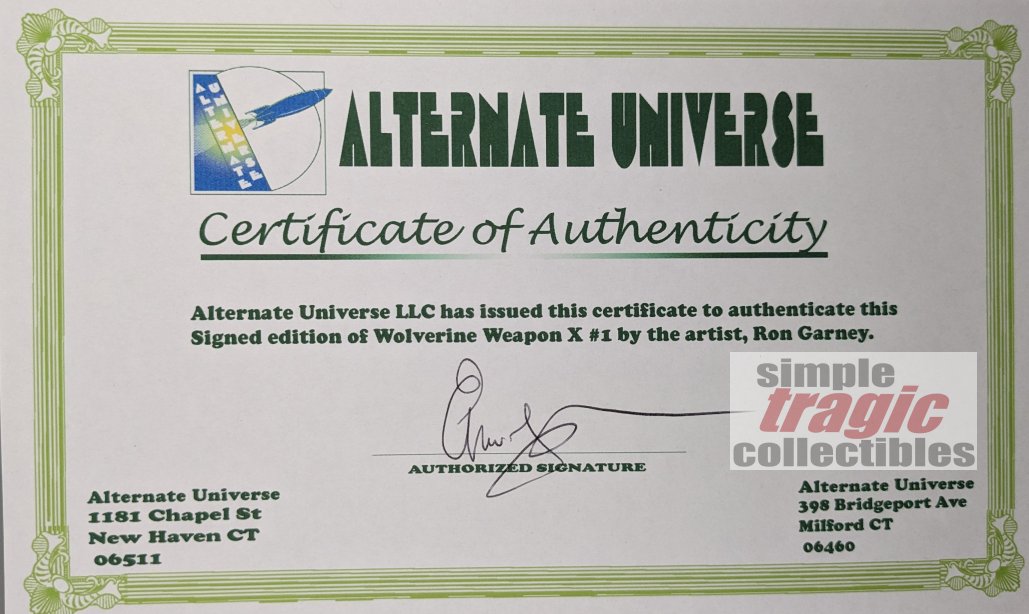 ALTERNATE
UNIVERSE
ALTERNATE UNIVERSE
Certificate of Authenticity
Alternate Universe LLC has issued this certificate to authenticate this
Signed edition of Wolverine Weapon X #1 by the artist, Ron Garney.
simple
tragic
collectibles
AUTHORIZED SIGNATURE
Alternate Universe
1181 Chapel St
New Haven CT
06511
Alternate Universe
398 Bridgeport Ave
Milford CT
06460